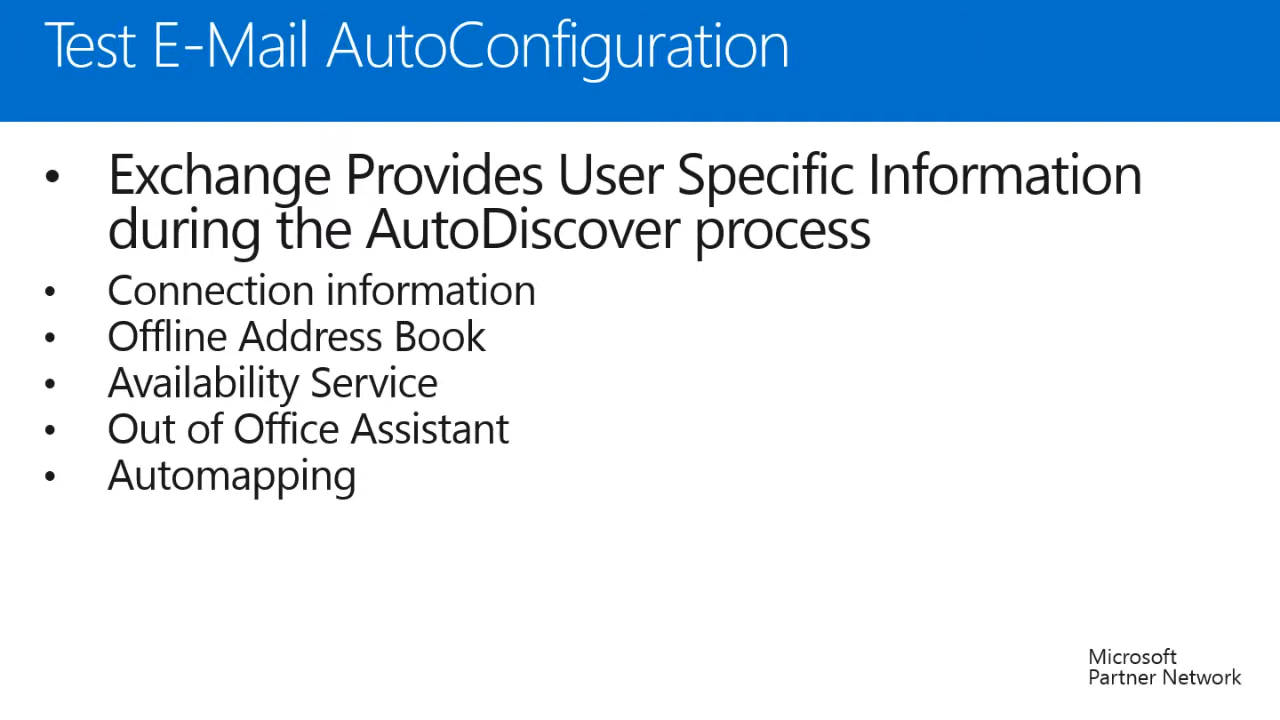 Test E-Mail AutoConfiguration
• Exchange Provides User Specific Information
during the AutoDiscover process
• Connection information
• Offline Address Book
• Availability Service
• Out of Office Assistant
• Automapping
Microsoft
Partner Network